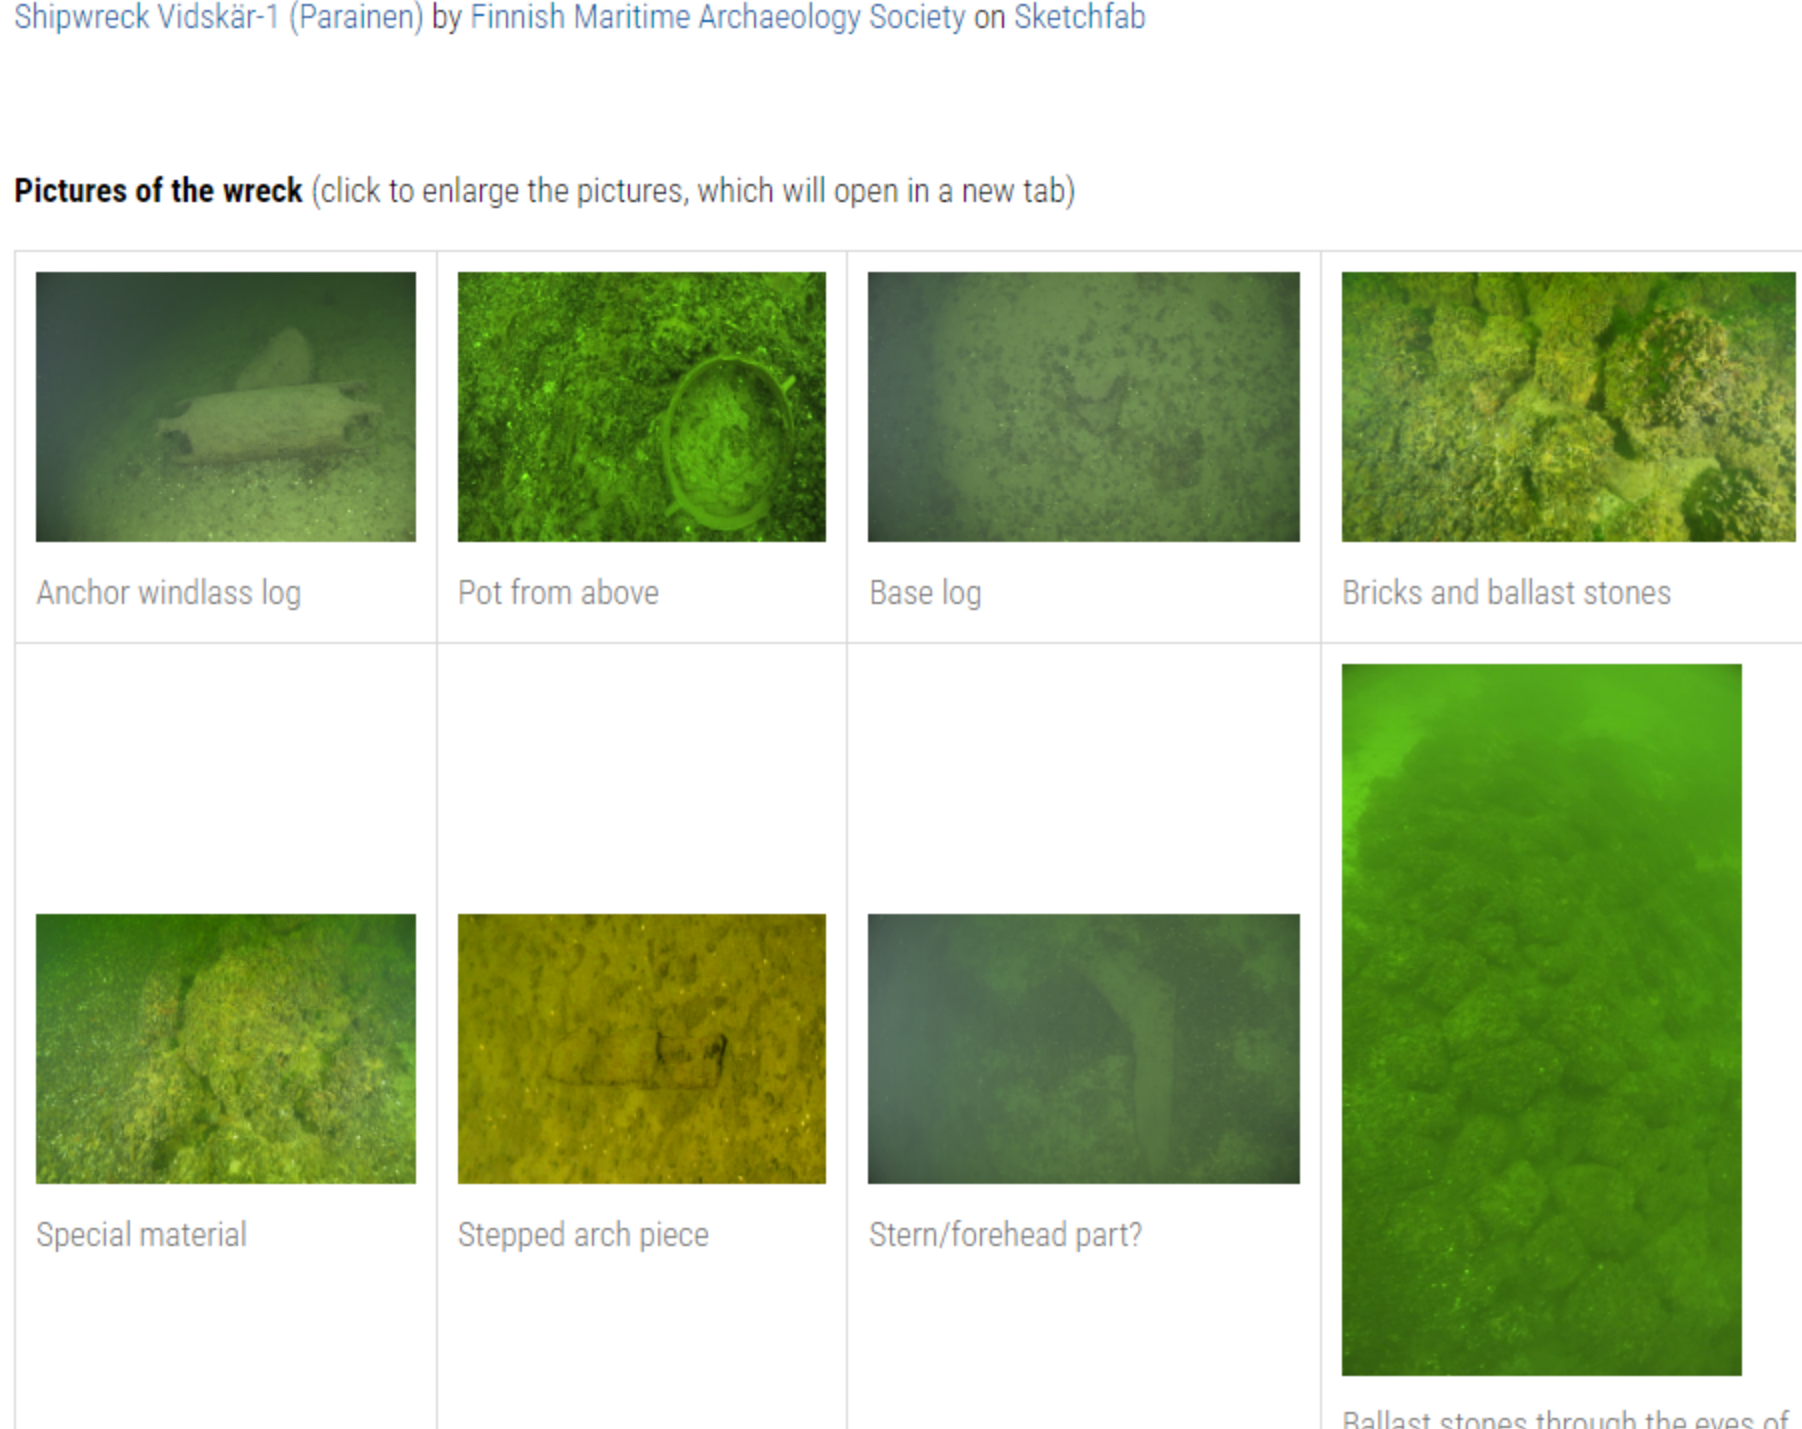 Shipwreck Vidskär-1 (Parainen) by Finnish Maritime Archaeology Society on Sketchfab
Pictures of the wreck (click to enlarge the pictures, which will open in a new tab)
Anchor windlass log
Pot from above
Base log
Bricks and ballast stones
Special material
Stepped arch piece
Stern/forehead part?
Ballast stones through the eyes of